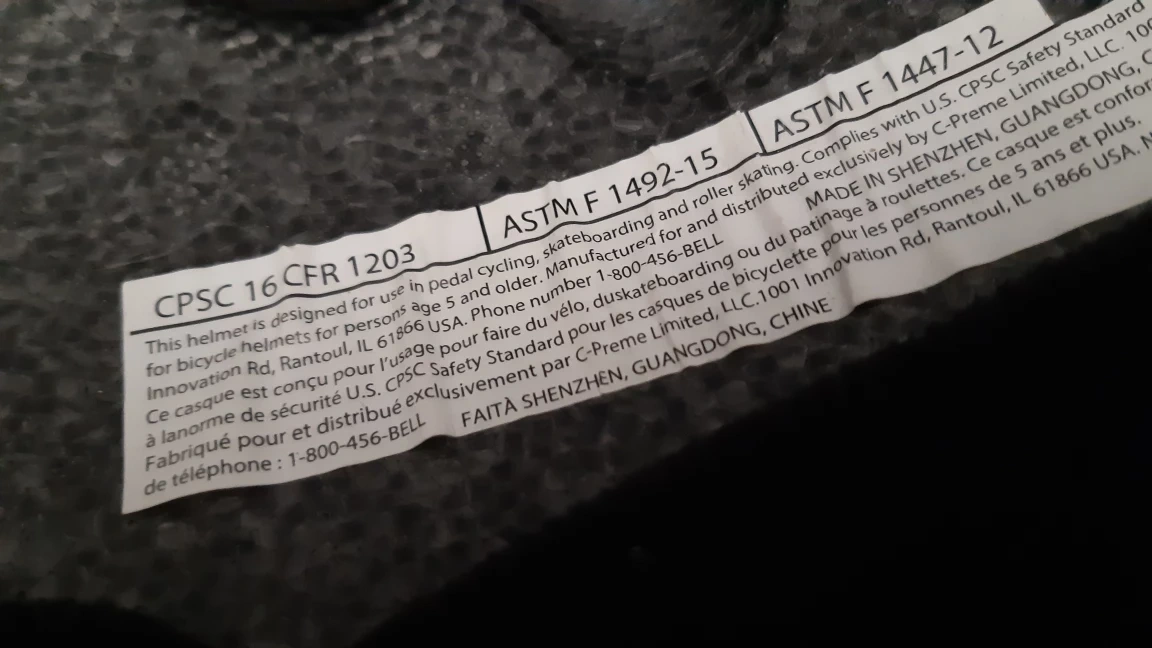 CPSC 16 CFR 1203 ASTM F 1492-15 ASTM F 1447-12
This helmet is designed for use in pedal cycling, skateboarding and roller skating. Complies with U.S. CPSC Safety Standard
for bicycle helmets for persons age 5 and older. Manufactured for and distributed exclusively by C-Preme Limited, LLC.
Innovation Rd, Rantoul, IL 61866 USA. Phone number 1-800-456-BELL MADE IN SHENZHEN, GUANGDONG,
Ce casque est conçu pour l'usage pour faire du vélo, duskateboarding ou du patinage à roulettes. Ce casque est
à lanorme de sécurité U.S. CPSC Safety Standard pour les casques de bicyclette pour les personnes de 5 ans et plus.
Fabriqué pour et distribué exclusivement par C-Preme Limited, LLC.1001 Innovation Rd, Rantoul, IL 61866 USA.
de téléphone : 1-800-456-BELL FAITÀ SHENZHEN, GUANGDONG, CHINE